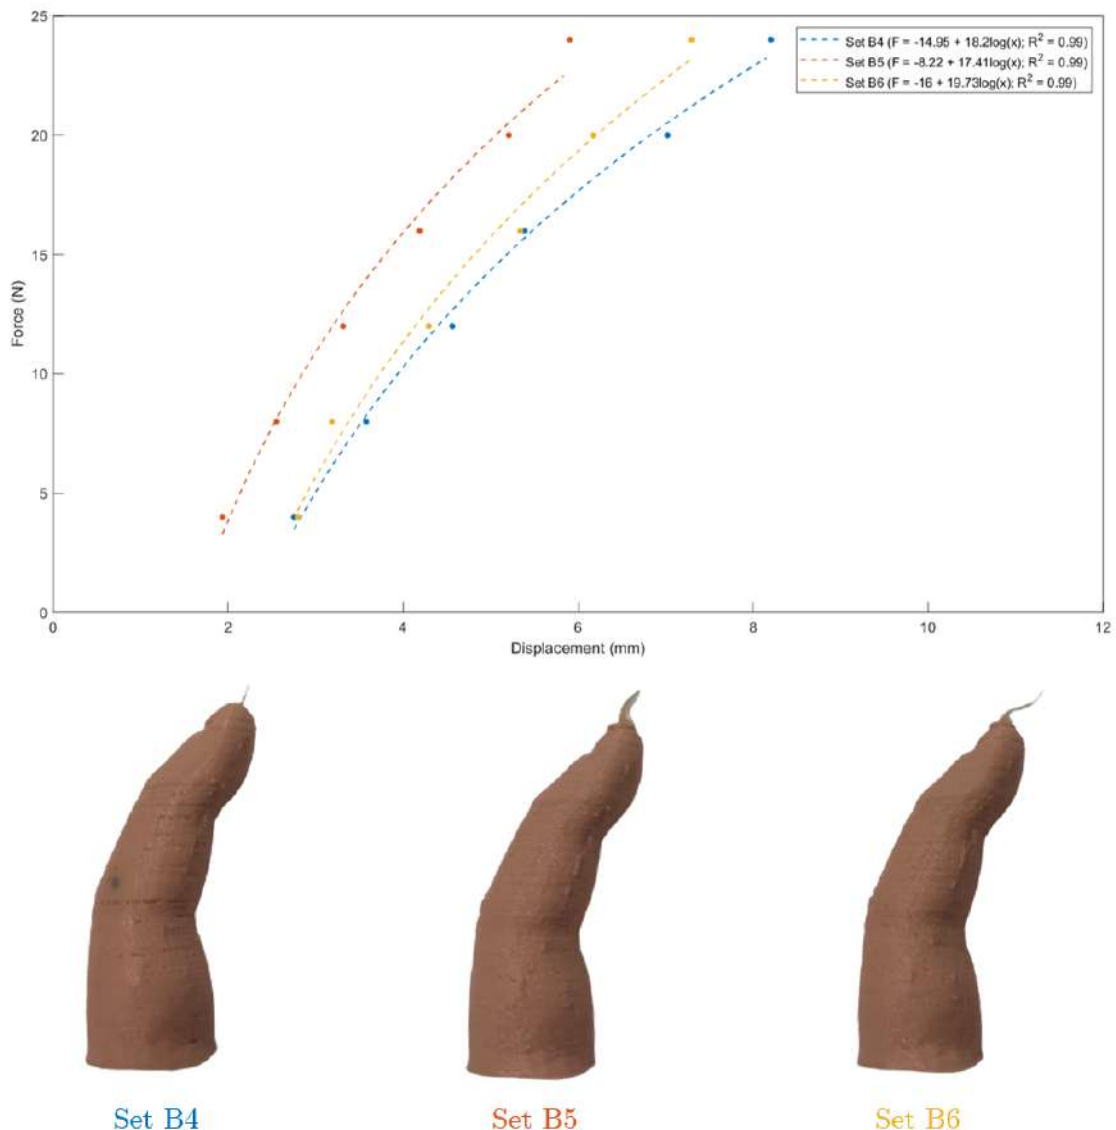 25
20
15
10
5
0
Force (N)
Set B4 (F = -14.95 + 18.2log(x); R² = 0.99)
Set B5 (F = -8.22 + 17.41log(x); R² = 0.99)
Set B6 (F = -16 + 19.73log(x); R² = 0.99)
0 2 4 6 8 10 12
Displacement (mm)
Set B4 Set B5 Set B6